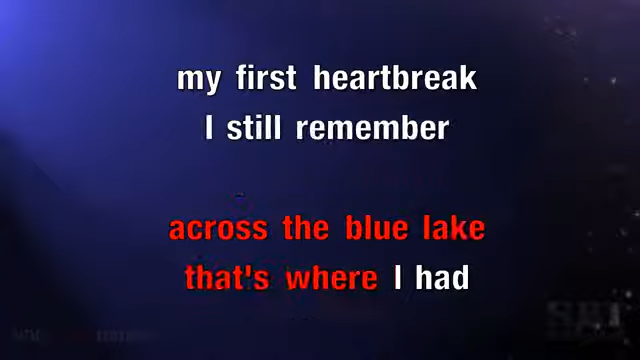 my first heartbreak
I still remember
across the blue lake
that's where I had